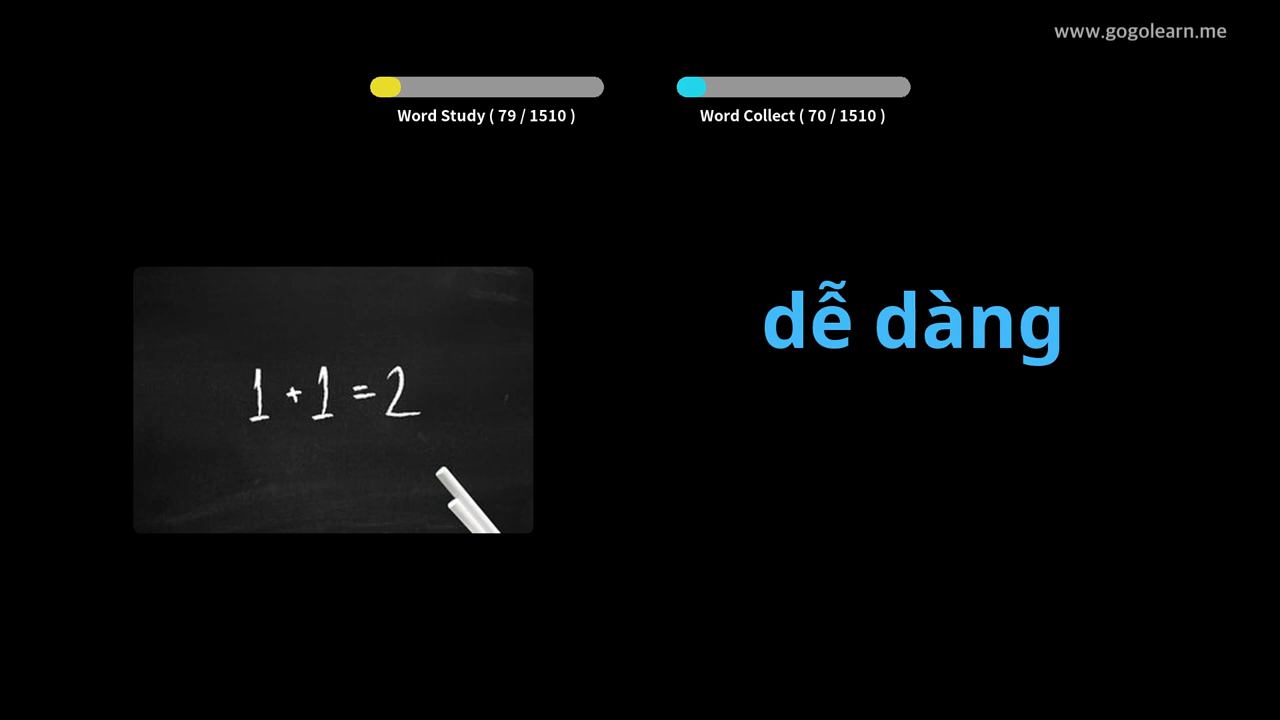 www.gogolearn.me
Word Study ( 79 / 1510 )
Word Collect ( 70 / 1510 )
dễ dàng
1 + 1 = 2